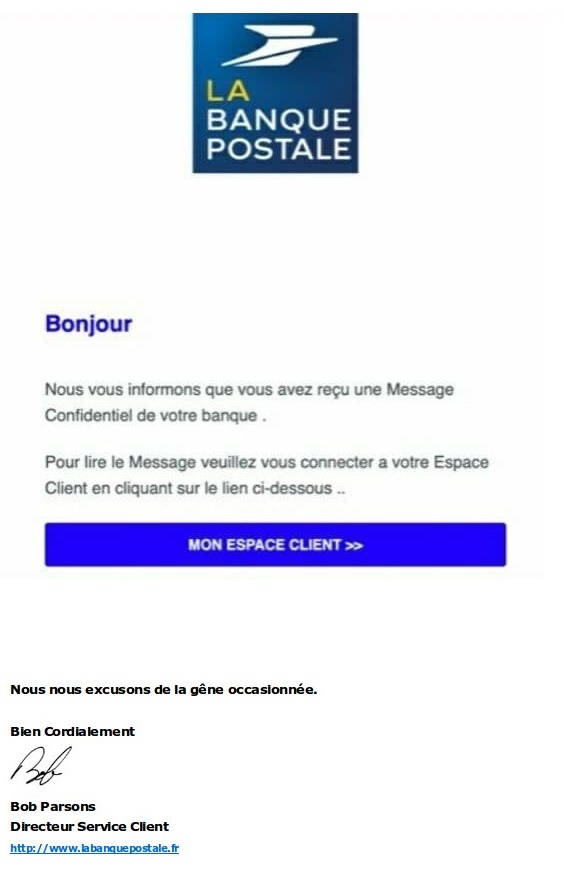 LA
BANQUE
POSTALE
Bonjour
Nous vous informons que vous avez reçu une Message
Confidentiel de votre banque .
Pour lire le Message veuillez vous connecter a votre Espace
Client en cliquant sur le lien ci-dessous ..
MON ESPACE CLIENT >>
Nous nous excusons de la gêne occasionnée.
Bien Cordialement
Bob
Bob Parsons
Directeur Service Client
http://www.labanquepostale.fr